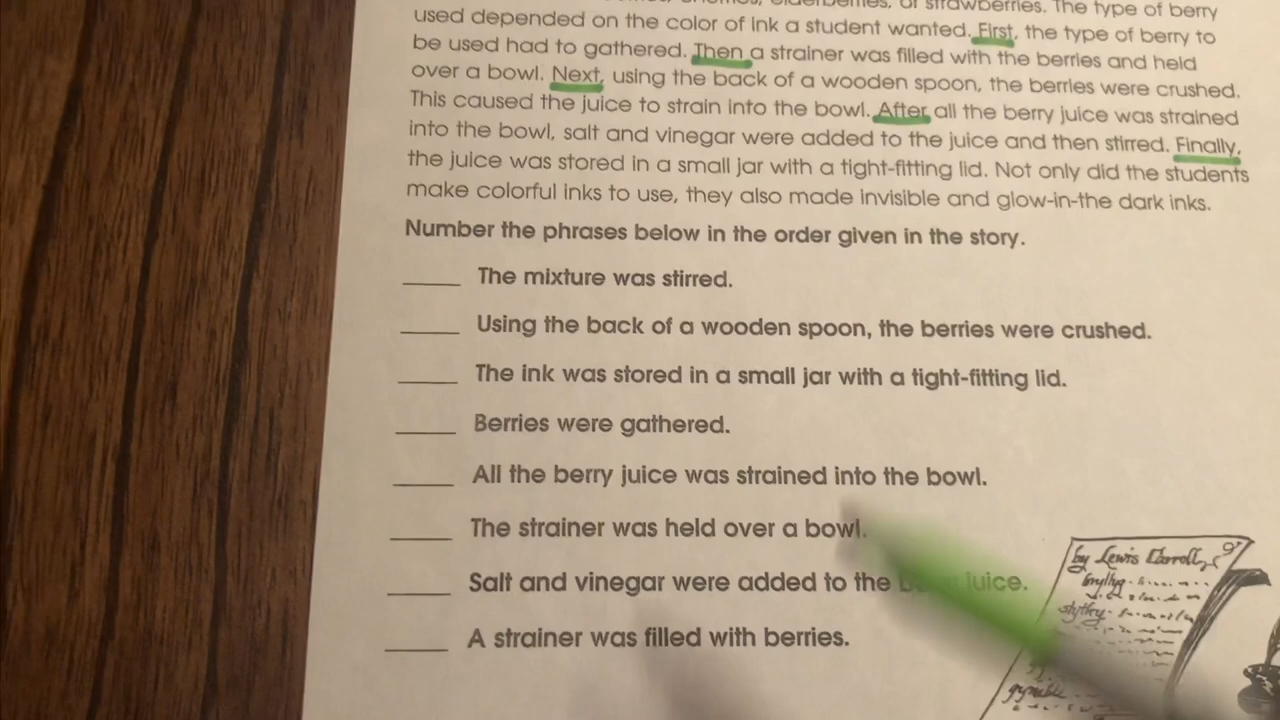 strawberries. The type of berry
used depended on the color of ink a student wanted. First, the type of berry to
be used had to gathered. Then a strainer was filled with the berries and held
over a bowl. Next, using the back of a wooden spoon, the berries were crushed.
This caused the juice to strain into the bowl. After all the berry juice was strained
into the bowl, salt and vinegar were added to the juice and then stirred. Finally,
the juice was stored in a small jar with a tight-fitting lid. Not only did the students
make colorful inks to use, they also made invisible and glow-in-the dark inks.
Number the phrases below in the order given in the story.
The mixture was stirred.
Using the back of a wooden spoon, the berries were crushed.
The ink was stored in a small jar with a tight-fitting lid.
Berries were gathered.
All the berry juice was strained into the bowl.
The strainer was held over a bowl.
Salt and vinegar were added to the juice.
A strainer was filled with berries.
by Lewis Carroll